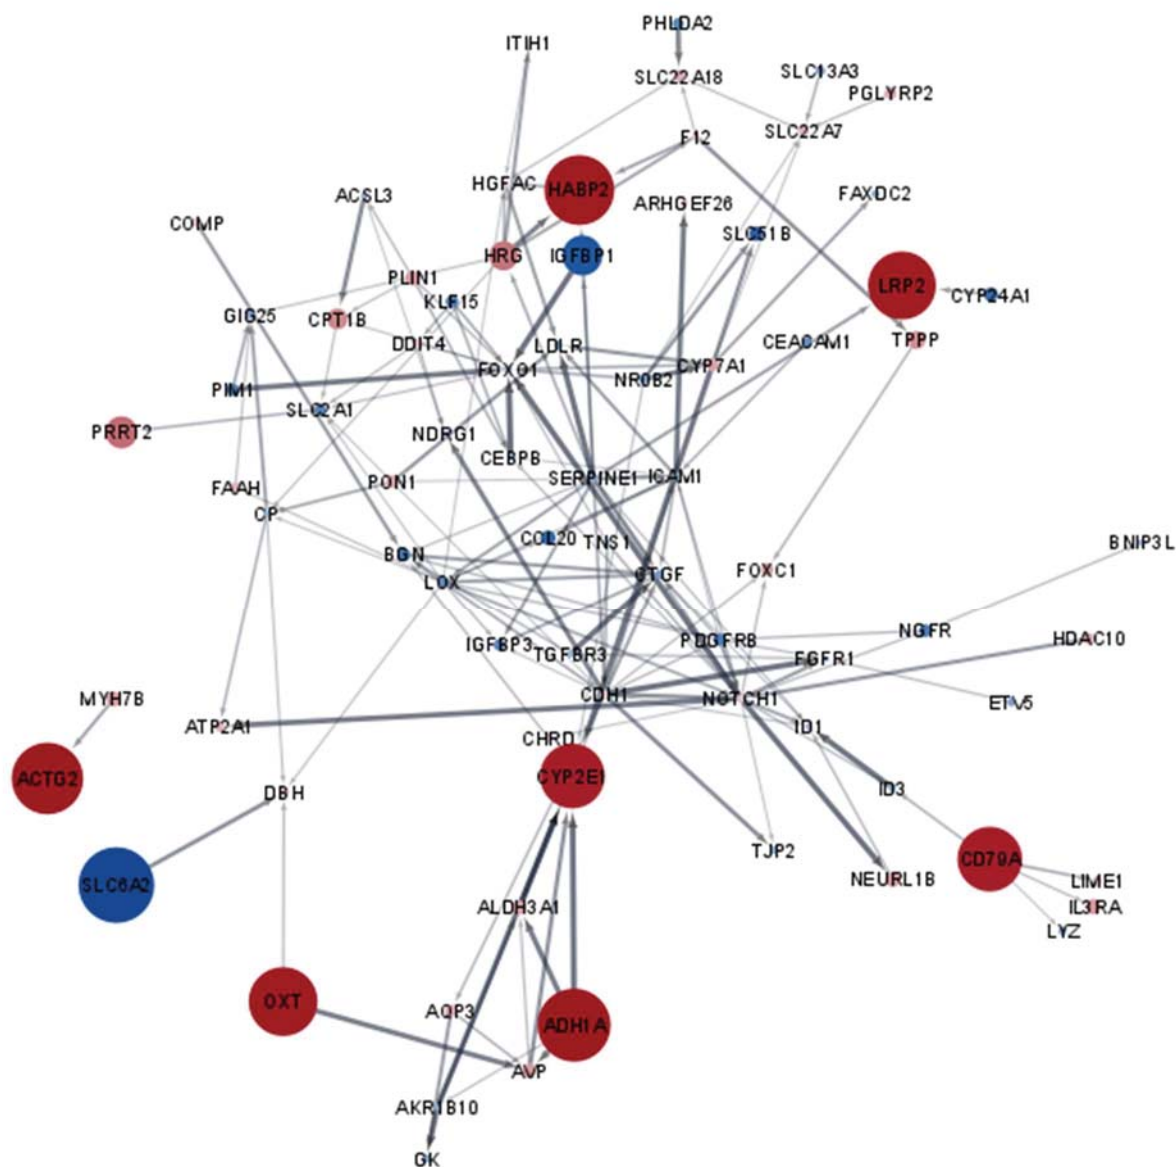 PHLDA2
ITIH1
SLC22A18
SLC13A3
PGLYRP2
SLC22A7
F12
HGFAC
HABP2
ACSL3
ARHGEF26
FAXDC2
COMP
SLC51B
HRG
IGFBP1
PLIN1
LRP2
CYP24A1
KLF15
GIG25
CPT1B
DDIT4
LDLR
CEACAM1
TPPP
FOXO1
CYP7A1
NR0B2
PIM1
SLC2A1
PRRT2
NDRG1
CEBPB
SERPINE1
ICAM1
FAAH
PON1
CP
CCL20
TNS1
BNIP3L
BGN
LOX
CTGF
FOXC1
IGFBP3
TGFBR3
PDGFRB
NGFR
HDAC10
FGFR1
CDH1
NOTCH1
MYH7B
ETV5
ATP2A1
ID1
CHRD
ACTG2
CYP2E1
DBH
ID3
TJP2
CD79A
SLC6A2
NEURL1B
LIME1
ALDH3A1
IL3RA
LYZ
OXT
AQP3
ADH1A
AVP
AKR1B10
GK